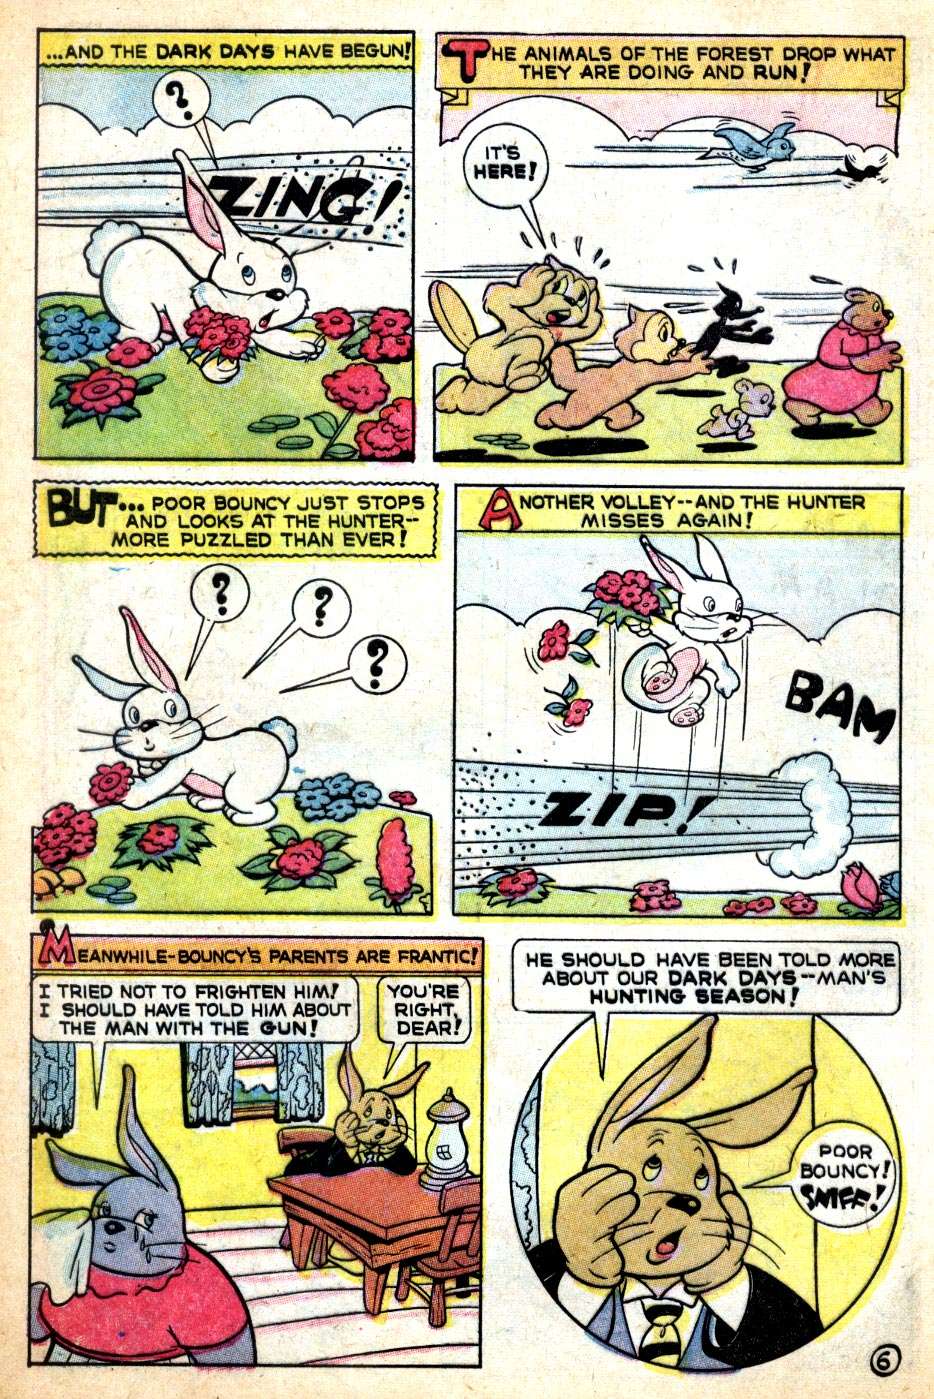 ...AND THE DARK DAYS HAVE BEGUN!
?
ZING!
THE ANIMALS OF THE FOREST DROP WHAT
THEY ARE DOING AND RUN!
IT'S
HERE!
BUT... POOR BOUNCY JUST STOPS
AND LOOKS AT THE HUNTER--
MORE PUZZLED THAN EVER!
?
?
?
ANOTHER VOLLEY--AND THE HUNTER
MISSES AGAIN!
BAM
ZIP!
MEANWHILE-BOUNCY'S PARENTS ARE FRANTIC!
I TRIED NOT TO FRIGHTEN HIM!
I SHOULD HAVE TOLD HIM ABOUT
THE MAN WITH THE GUN!
YOU'RE
RIGHT,
DEAR!
HE SHOULD HAVE BEEN TOLD MORE
ABOUT OUR DARK DAYS--MAN'S
HUNTING SEASON!
POOR
BOUNCY!
SNIFF!
6